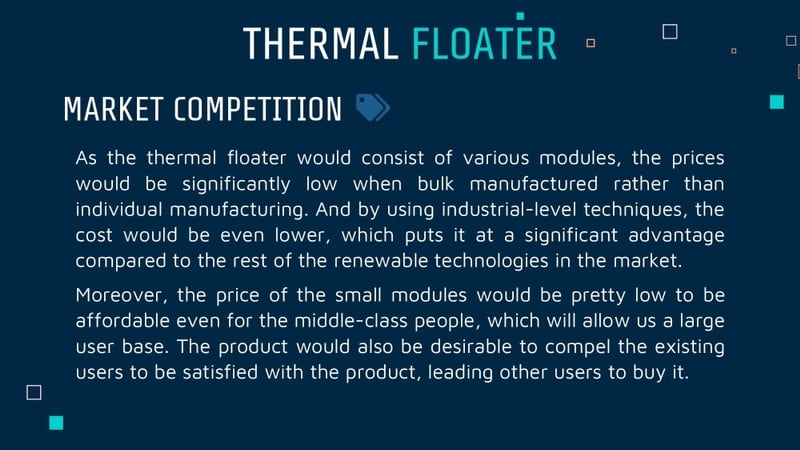 THERMAL FLOATER
MARKET COMPETITION
As the thermal floater would consist of various modules, the prices
would be significantly low when bulk manufactured rather than
individual manufacturing. And by using industrial-level techniques, the
cost would be even lower, which puts it at a significant advantage
compared to the rest of the renewable technologies in the market.
Moreover, the price of the small modules would be pretty low to be
affordable even for the middle-class people, which will allow us a large
user base. The product would also be desirable to compel the existing
users to be satisfied with the product, leading other users to buy it.